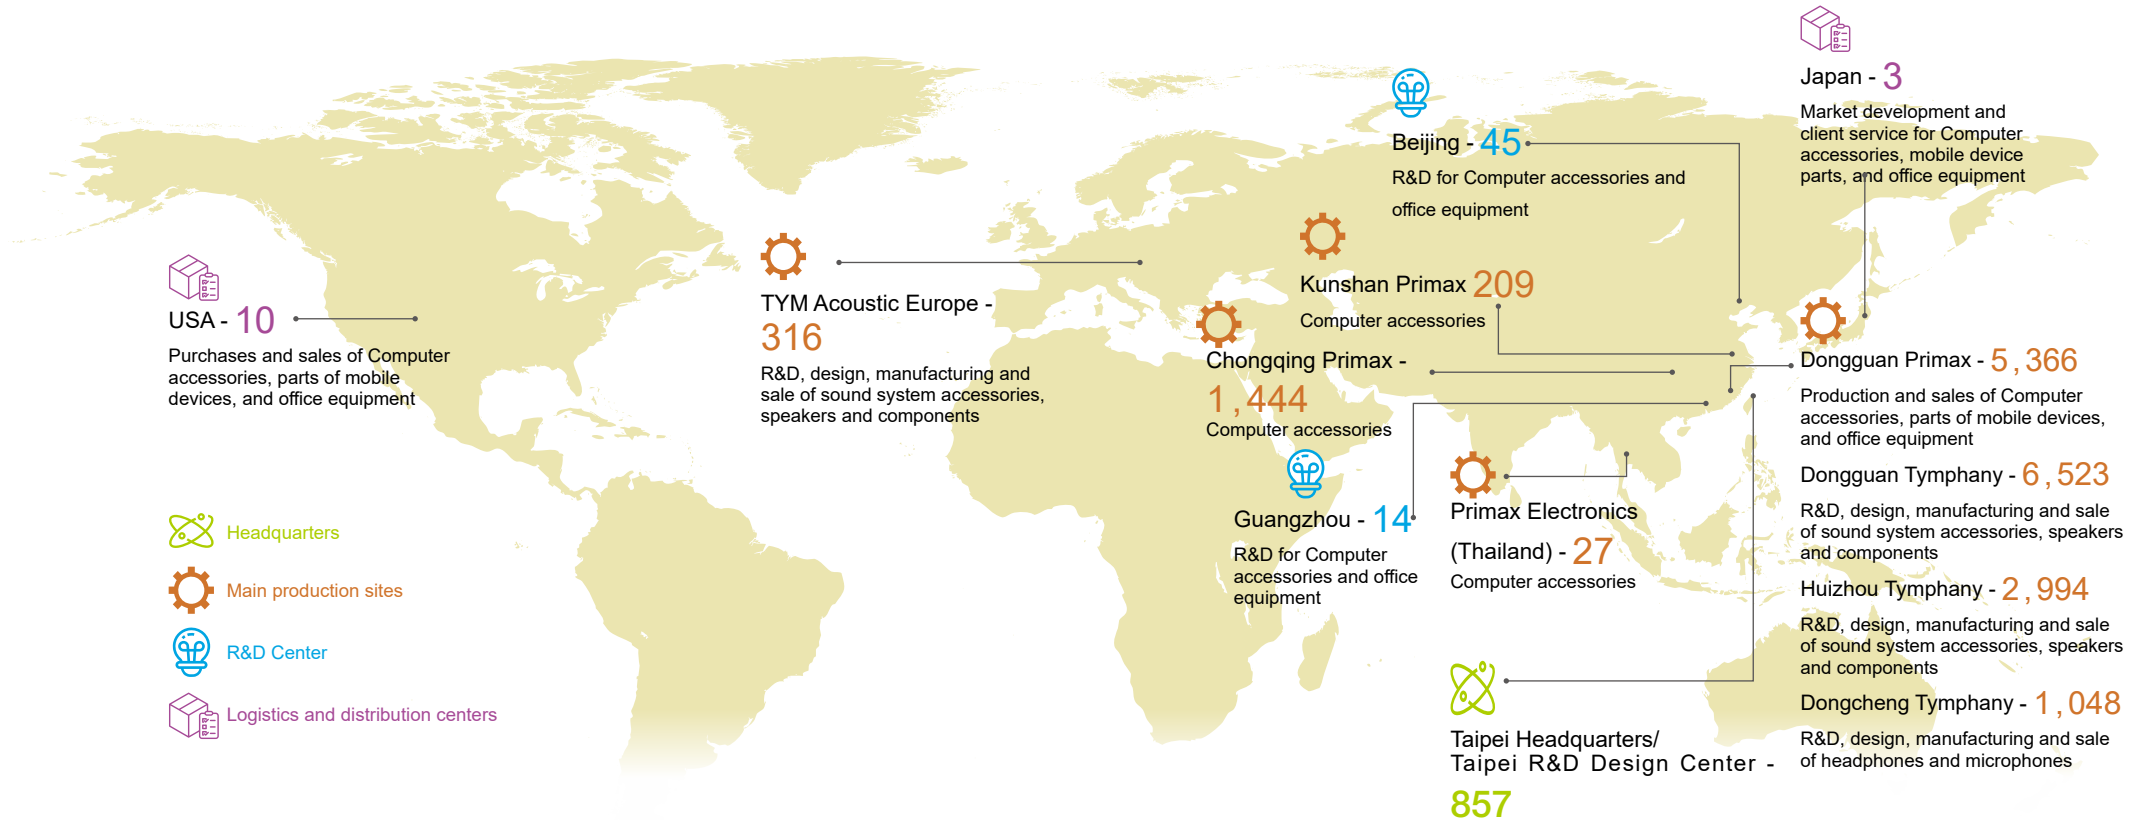 USA - 10
Purchases and sales of Computer
accessories, parts of mobile
devices, and office equipment
Headquarters
Main production sites
R&D Center
Logistics and distribution centers
TYM Acoustic Europe -
316
R&D, design, manufacturing and
sale of sound system accessories,
speakers and components
Beijing - 45
R&D for Computer accessories and
office equipment
Kunshan Primax 209
Computer accessories
Chongqing Primax -
1,444
Computer accessories
Guangzhou - 14
R&D for Computer
accessories and office
equipment
Primax Electronics
(Thailand) - 27
Computer accessories
Taipei Headquarters/
Taipei R&D Design Center -
857
Japan - 3
Market development and
client service for Computer
accessories, mobile device
parts, and office equipment
Dongguan Primax - 5,366
Production and sales of Computer
accessories, parts of mobile devices,
and office equipment
Dongguan Tymphany - 6,523
R&D, design, manufacturing and sale
of sound system accessories, speakers
and components
Huizhou Tymphany - 2,994
R&D, design, manufacturing and sale
of sound system accessories, speakers
and components
Dongcheng Tymphany - 1,048
R&D, design, manufacturing and sale
of headphones and microphones